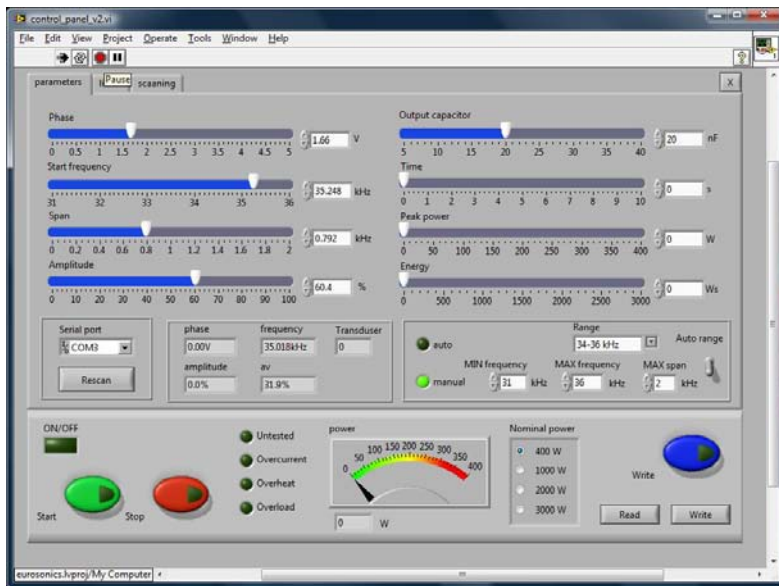 control_panel_v2.vi
File Edit View Project Operate Tools Window Help
Pause
parameters scaaning X
Phase
0 0.5 1 1.5 2 2.5 3 3.5 4 4.5 5
1.66 V
Start frequency
31 32 33 34 35 36
35.248 kHz
Span
0 0.2 0.4 0.6 0.8 1 1.2 1.4 1.6 1.8 2
0.792 kHz
Amplitude
0 10 20 30 40 50 60 70 80 90 100
60.4 %
Output capacitor
5 10 15 20 25 30 35 40
20 nF
Time
0 1 2 3 4 5 6 7 8 9 10
0 s
Peak power
0 50 100 150 200 250 300 350 400
0 W
Energy
0 500 1000 1500 2000 2500 3000
0 Ws
Serial port
COM3
Rescan
phase frequency Transduser
0.00V 35.018kHz 0
amplitude av
0.0% 31.9%
Range
auto 34-36 kHz Auto range
MIN frequency MAX frequency MAX span
manual 31 kHz 36 kHz 2 kHz
ON/OFF
Start Stop
Untested
Overcurrent
Overheat
Overload
power
0 50 100 150 200 250 300 350 400
0 W
Nominal power
400 W
1000 W
2000 W
3000 W
Write
Read Write
eurosonics.lvproj/My Computer